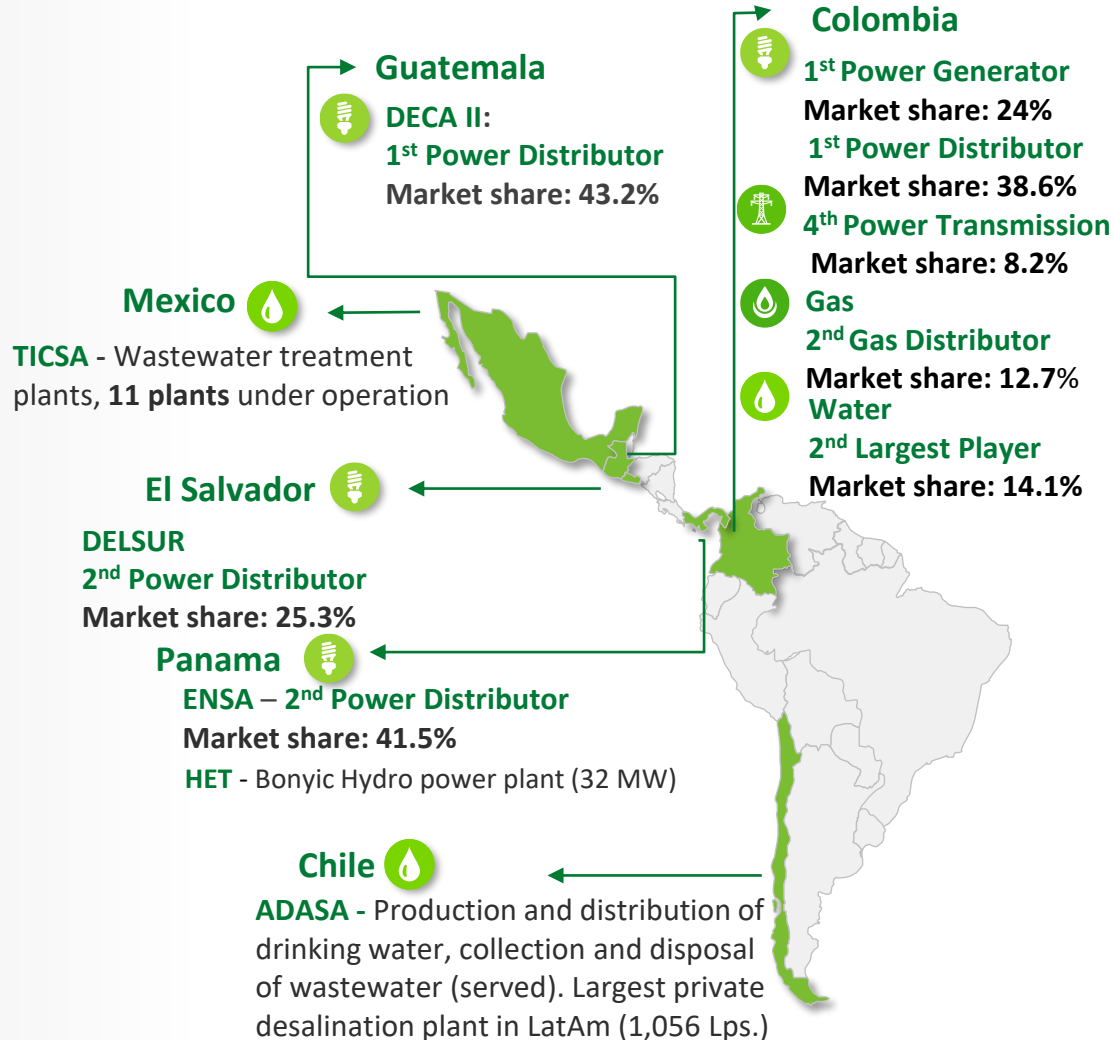 Guatemala
DECA II:
1st Power Distributor
Market share: 43.2%
Colombia
1st Power Generator
Market share: 24%
1st Power Distributor
Market share: 38.6%
4th Power Transmission
Market share: 8.2%
Gas
2nd Gas Distributor
Market share: 12.7%
Water
2nd Largest Player
Market share: 14.1%
Mexico
TICSA - Wastewater treatment
plants, 11 plants under operation
El Salvador
DELSUR
2nd Power Distributor
Market share: 25.3%
Panama
ENSA – 2nd Power Distributor
Market share: 41.5%
HET - Bonyic Hydro power plant (32 MW)
Chile
ADASA - Production and distribution of
drinking water, collection and disposal
of wastewater (served). Largest private
desalination plant in LatAm (1,056 Lps.)